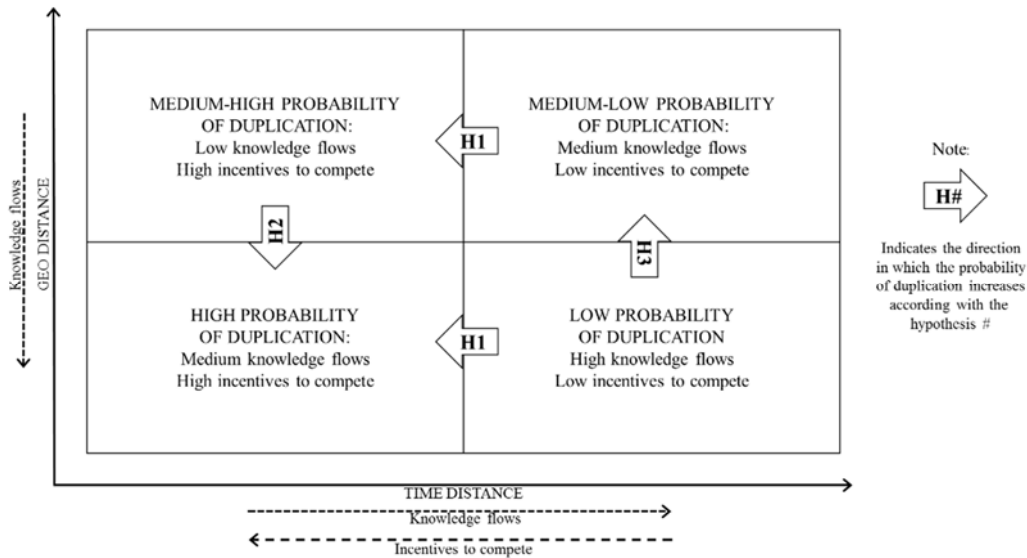 Knowledge flows
GEO DISTANCE
MEDIUM-HIGH PROBABILITY
OF DUPLICATION:
Low knowledge flows
High incentives to compete
H1
MEDIUM-LOW PROBABILITY
OF DUPLICATION:
Medium knowledge flows
Low incentives to compete
H2
H3
HIGH PROBABILITY
OF DUPLICATION:
Medium knowledge flows
High incentives to compete
H1
LOW PROBABILITY
OF DUPLICATION
High knowledge flows
Low incentives to compete
Note:
H#
Indicates the direction
in which the probability
of duplication increases
according with the
hypothesis #
TIME DISTANCE
Knowledge flows
Incentives to compete